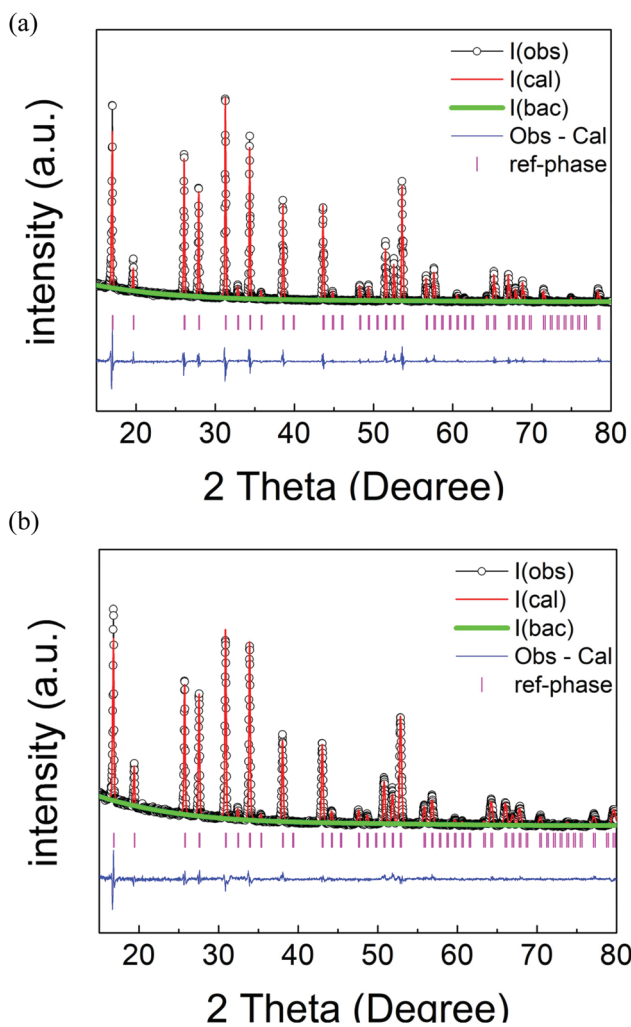 (a)
I(obs)
I(cal)
I(bac)
Obs - Cal
ref-phase
intensity (a.u.)
20 30 40 50 60 70 80
2 Theta (Degree)
(b)
I(obs)
I(cal)
I(bac)
Obs - Cal
ref-phase
intensity (a.u.)
20 30 40 50 60 70 80
2 Theta (Degree)